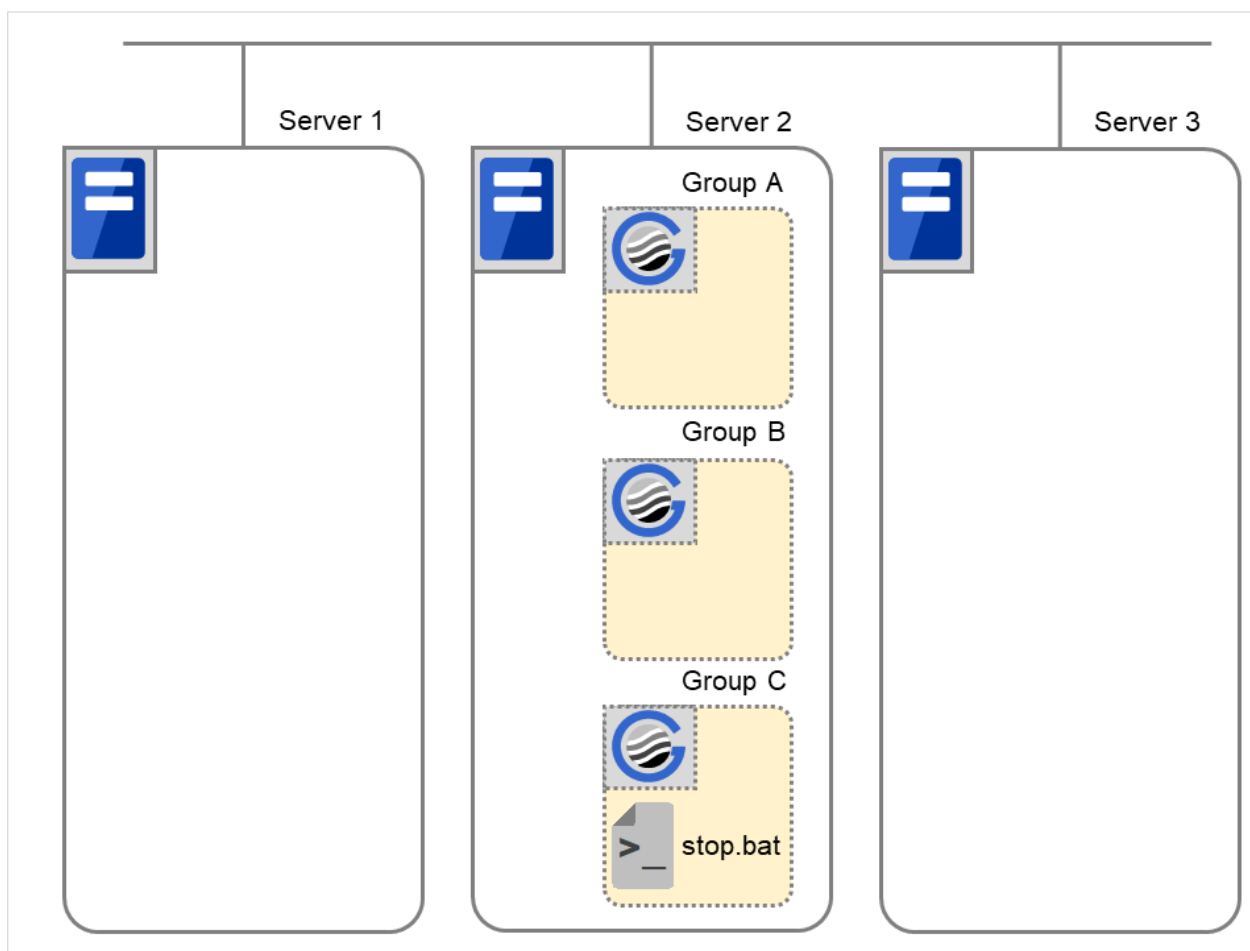 Server 1
Server 2
Server 3
Group A
Group B
Group C
>_ stop.bat